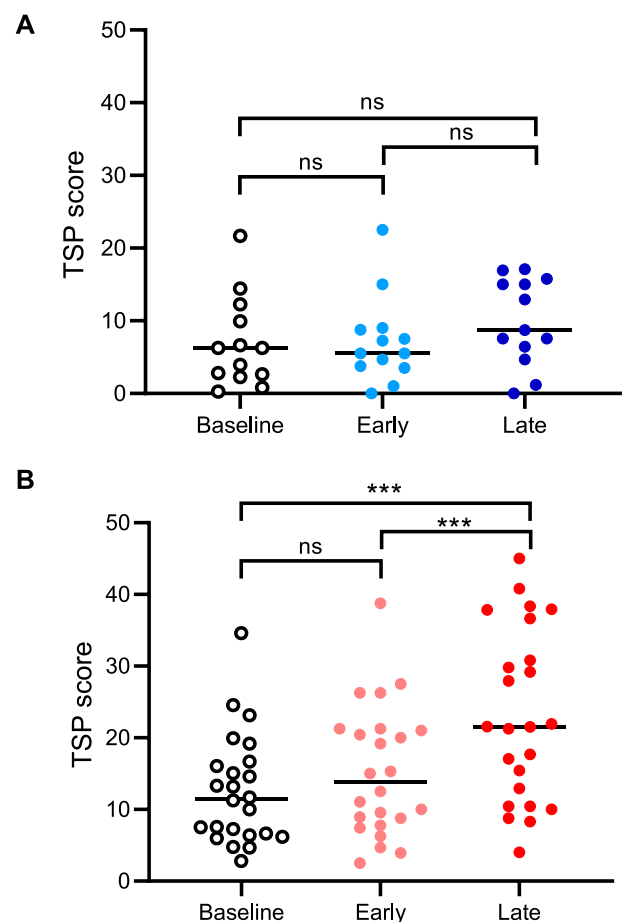 A
50
40
30
20
10
0
TSP score
ns
ns
ns
Baseline Early Late
B
50
40
30
20
10
0
TSP score
***
***
ns
Baseline Early Late